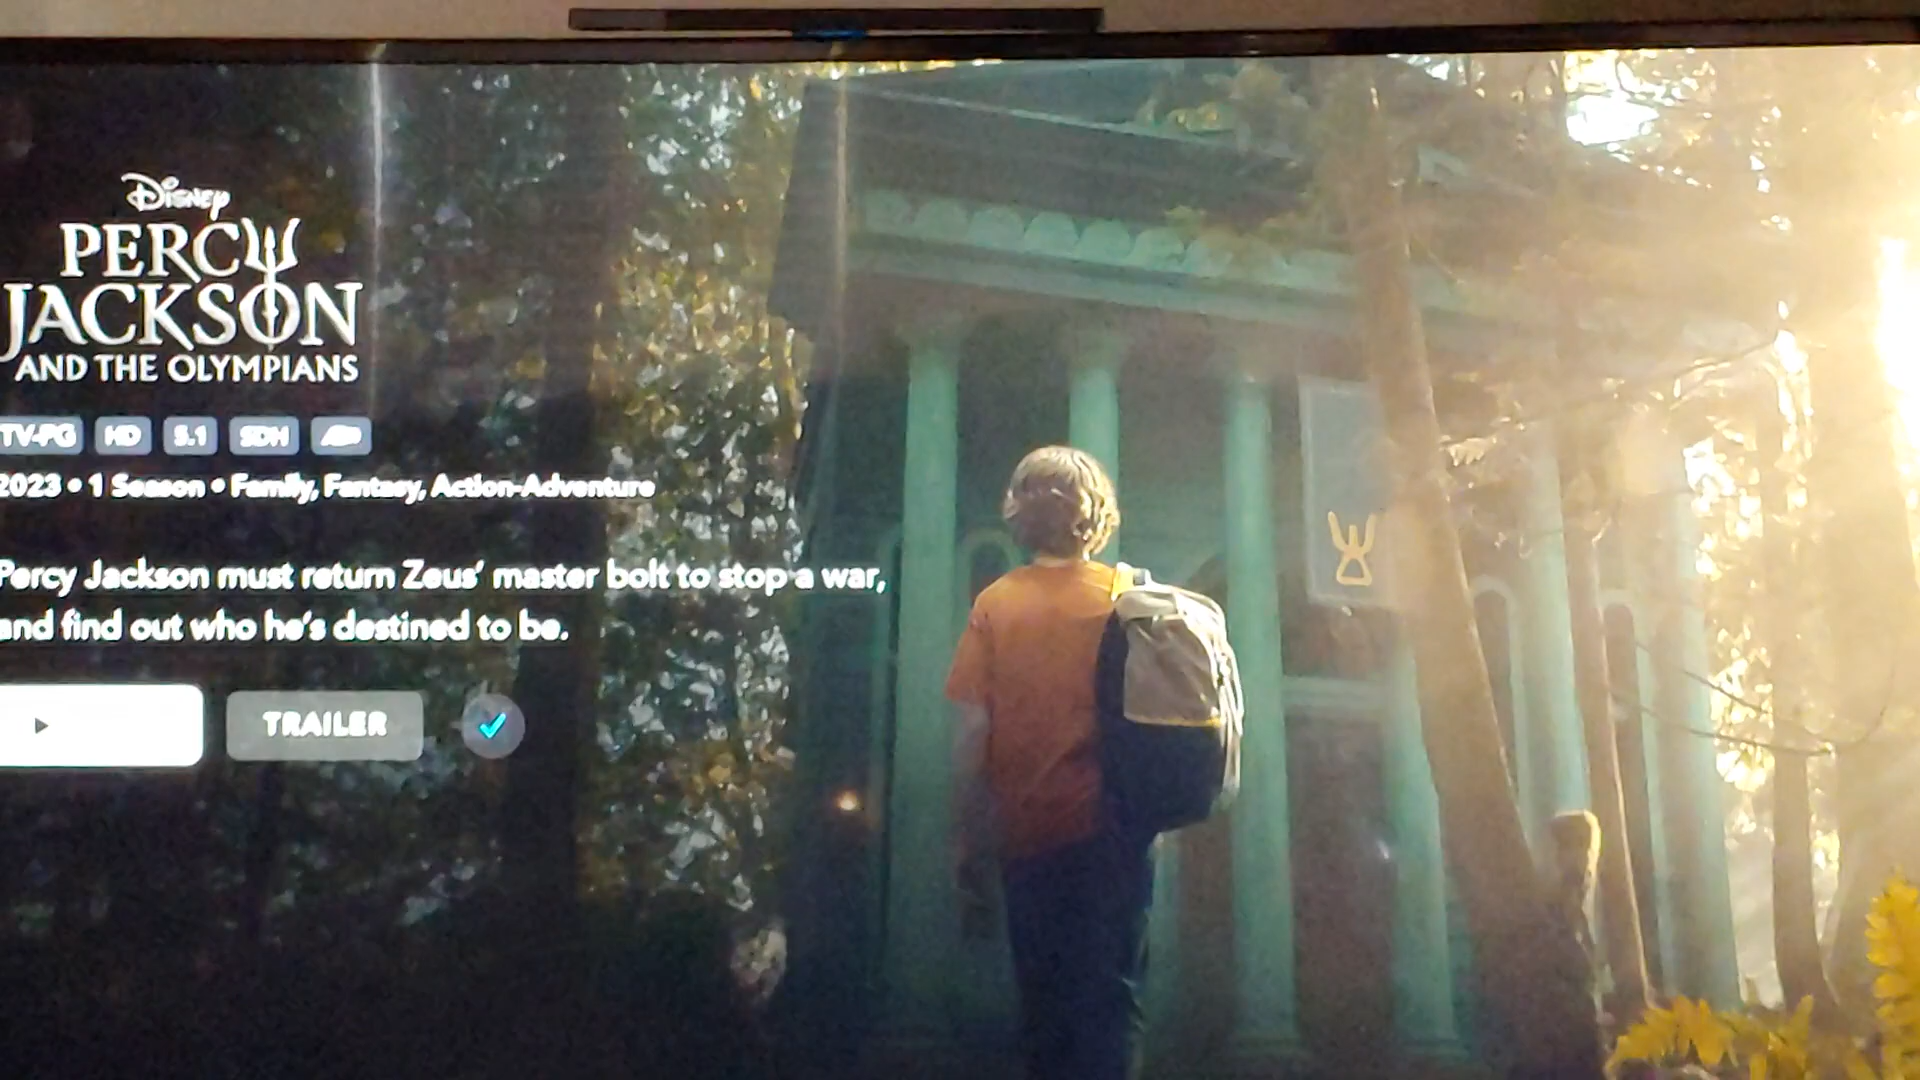 Disney
PERCY
JACKSON
AND THE OLYMPIANS
TV-PG HD 5.1 SDH AD
2023 • 1 Season • Family, Fantasy, Action-Adventure
Percy Jackson must return Zeus' master bolt to stop a war,
and find out who he's destined to be.
TRAILER